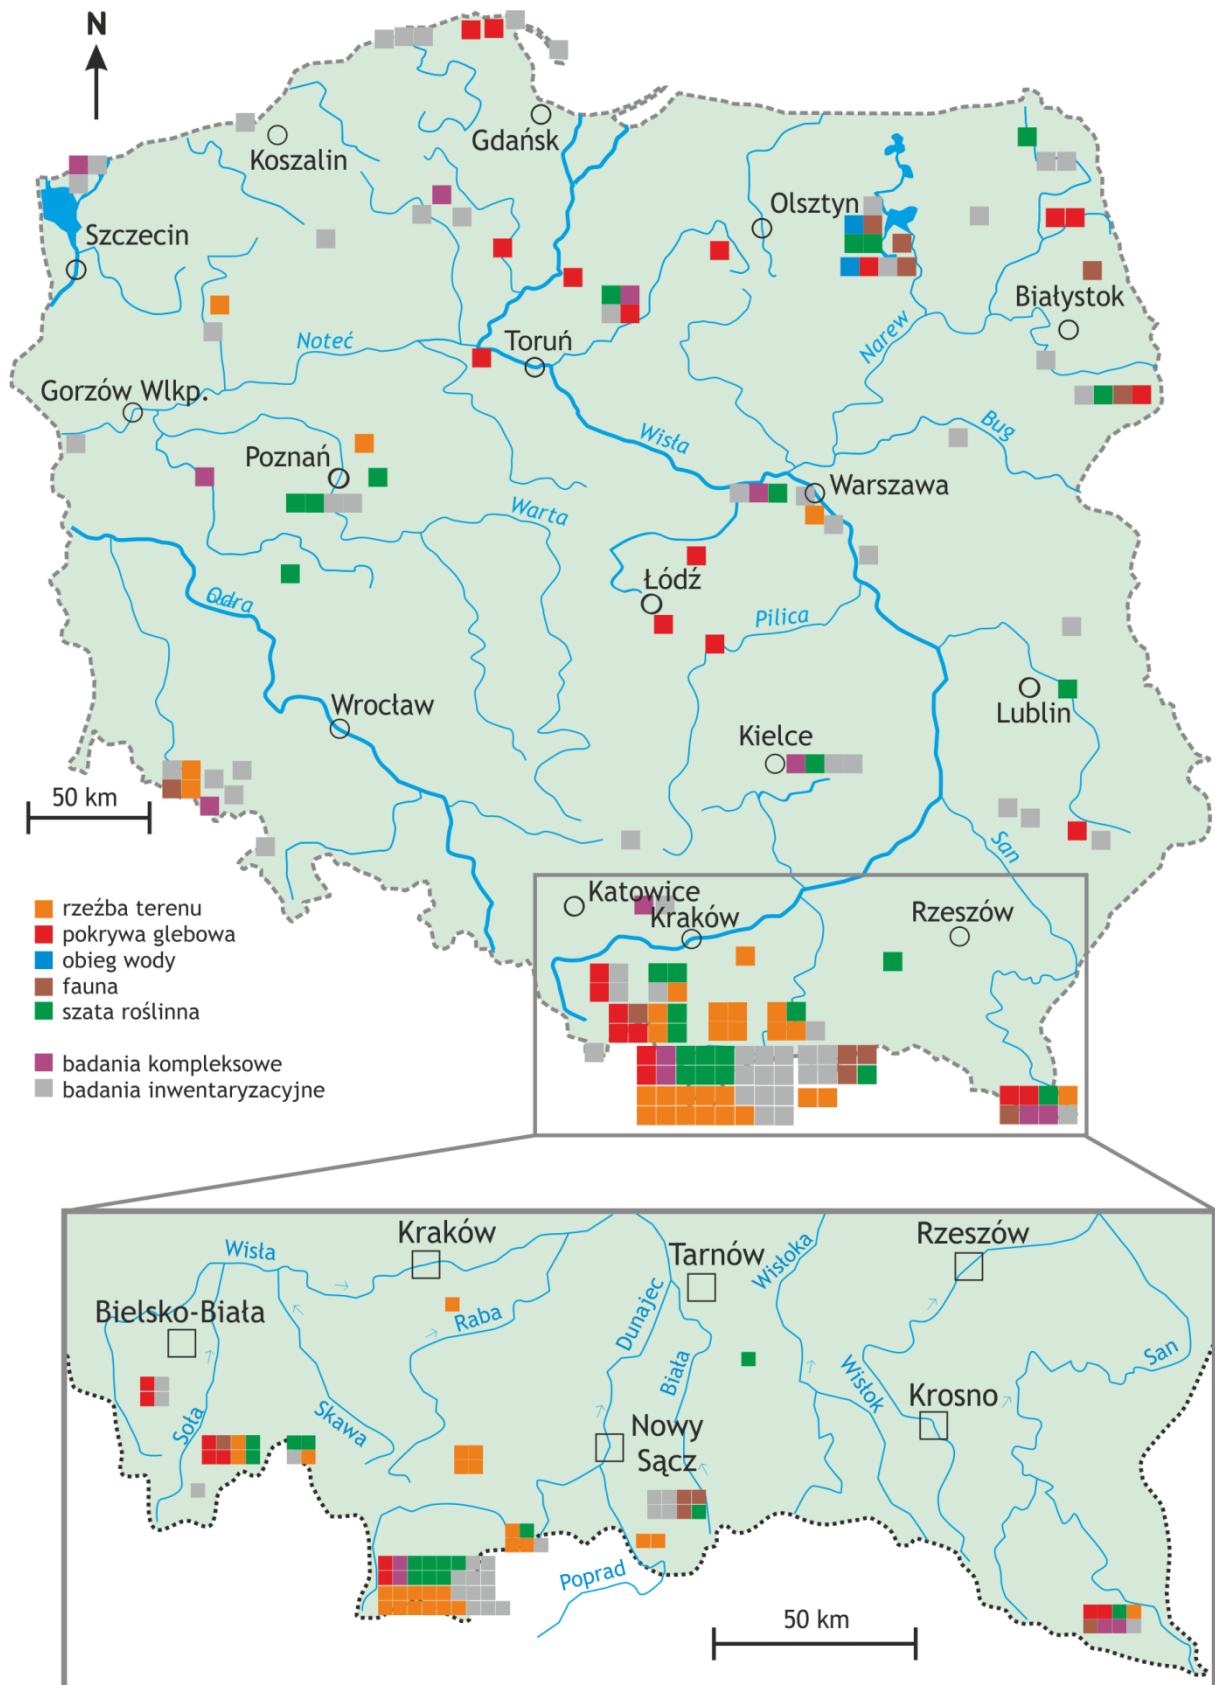 N
Gdańsk
Koszalin
Olsztyn
Szczecin
Białystok
Narew
Toruń
Noteć
Gorzów Wlkp.
Bug
Wisła
Poznań
Warszawa
Warta
Łódź
Odra
Pilica
Lublin
Wrocław
Kielce
50 km
San
Katowice
Kraków
Rzeszów
rzeźba terenu
pokrywa glebowa
obieg wody
fauna
szata roślinna
badania kompleksowe
badania inwentaryzacyjne
Kraków
Rzeszów
Wisła
Tarnów
Wisłoka
Bielsko-Biała
Raba
Dunajec
San
Biała
Wisłok
Krosno
Soła
Skawa
Nowy
Sącz
Poprad
50 km